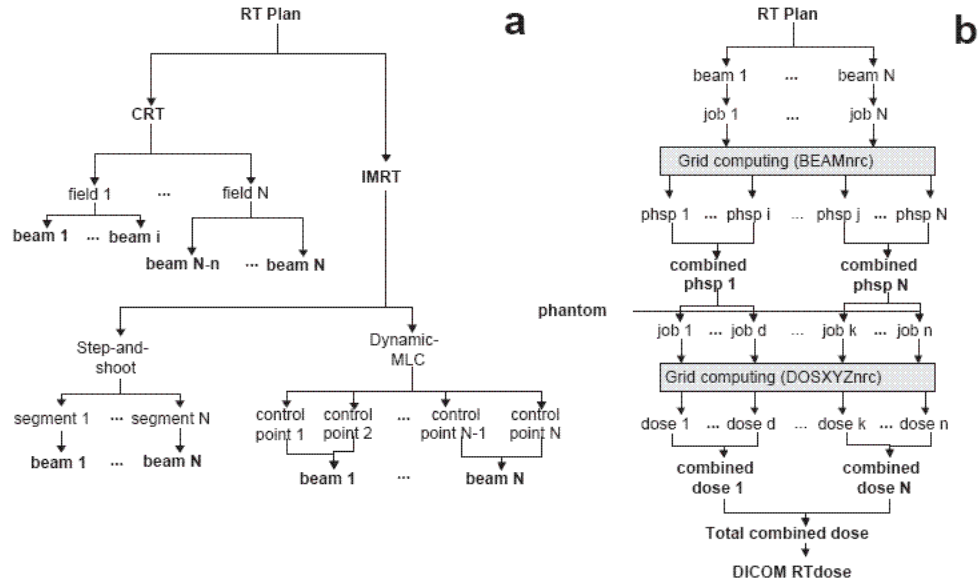 RT Plan
a
CRT
IMRT
field 1 ... field N
beam 1 ... beam i
beam N-n ... beam N
Step-and-
shoot
Dynamic-
MLC
segment 1 ... segment N
beam 1 ... beam N
control
point 1
control
point 2
...
control
point N-1
control
point N
beam 1 ... beam N
RT Plan
b
beam 1 ... beam N
job 1 ... job N
Grid computing (BEAMnrc)
phsp 1 ... phsp i ... phsp j ... phsp N
combined
phsp 1
combined
phsp N
phantom
job 1 ... job d ... job k ... job n
Grid computing (DOSXYZnrc)
dose 1 ... dose d ... dose k ... dose n
combined
dose 1
combined
dose N
Total combined dose
DICOM RTdose